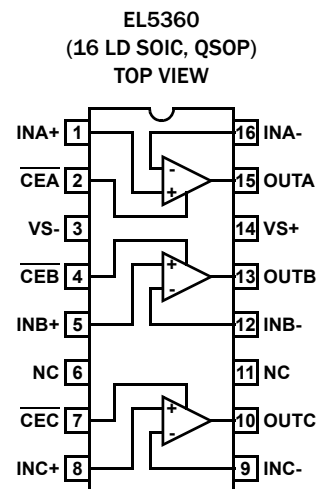 EL5360
(16 LD SOIC, QSOP)
TOP VIEW
INA+ 1 16 INA-
CEA 2 - + 15 OUTA
VS- 3 14 VS+
CEB 4 + - 13 OUTB
INB+ 5 12 INB-
NC 6 11 NC
CEC 7 + - 10 OUTC
INC+ 8 9 INC-